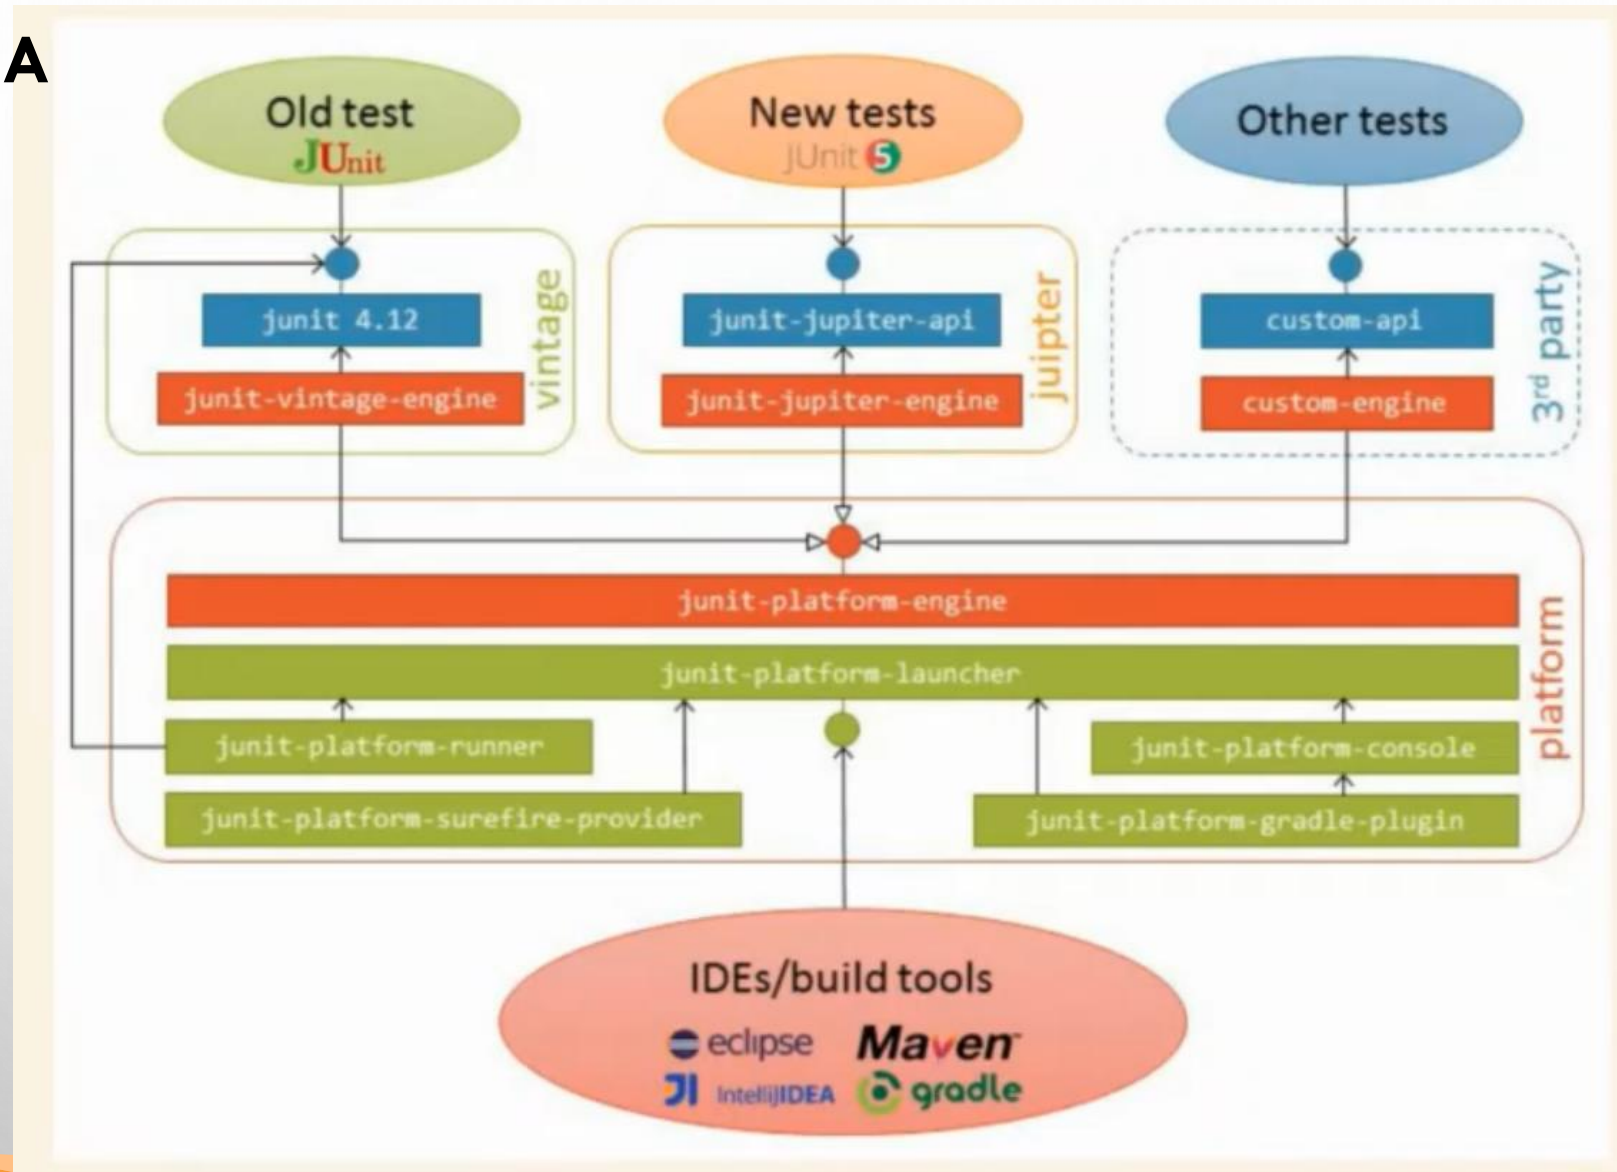 A
Old test
JUnit
New tests
JUnit 5
Other tests
junit 4.12
junit-vintage-engine
vintage
junit-jupiter-api
junit-jupiter-engine
juipter
custom-api
custom-engine
3rd party
junit-platform-engine
junit-platform-launcher
junit-platform-runner
junit-platform-console
junit-platform-surefire-provider
junit-platform-gradle-plugin
platform
IDEs/build tools
eclipse
Maven™
JI IntellijIDEA
gradle